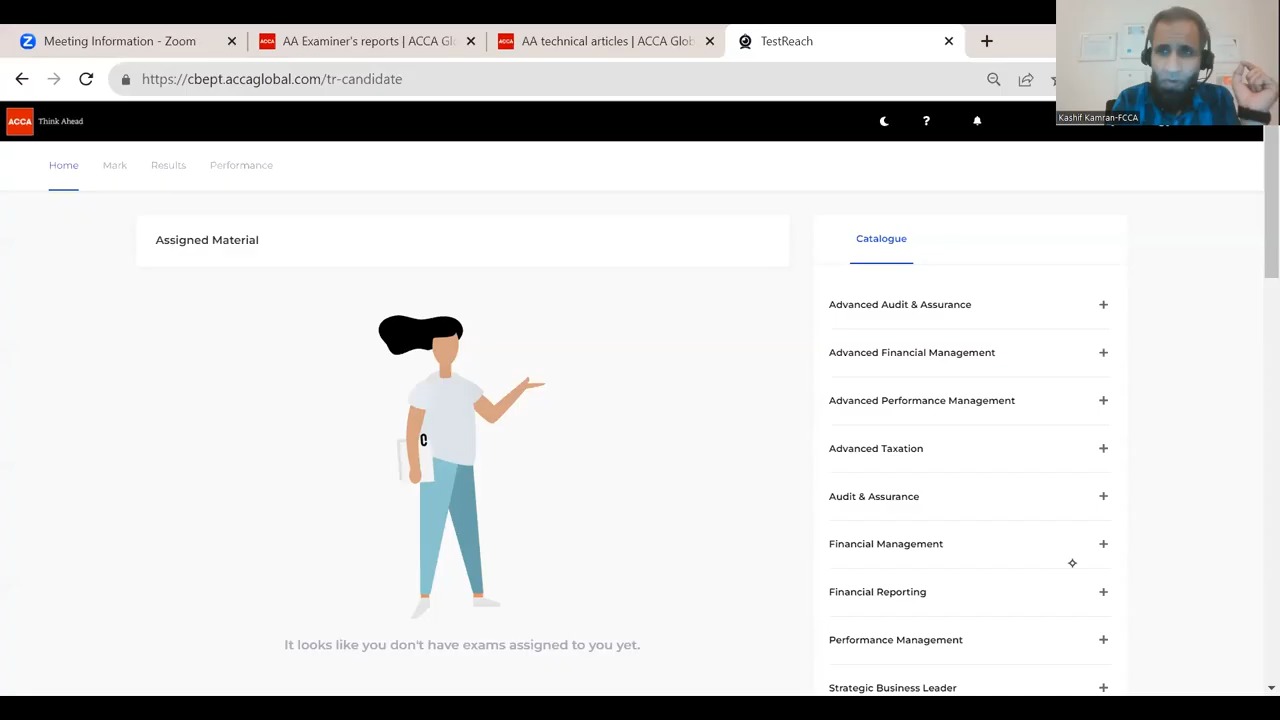 Meeting Information - Zoom
AA Examiner's reports | ACCA Gl
AA technical articles | ACCA Glob
TestReach
https://cbept.accaglobal.com/tr-candidate
Kashif Kamran-FCCA
ACCA
Think Ahead
?
Home
Mark
Results
Performance
Assigned Material
Catalogue
Advanced Audit & Assurance
Advanced Financial Management
Advanced Performance Management
Advanced Taxation
Audit & Assurance
Financial Management
Financial Reporting
Performance Management
Strategic Business Leader
It looks like you don't have exams assigned to you yet.